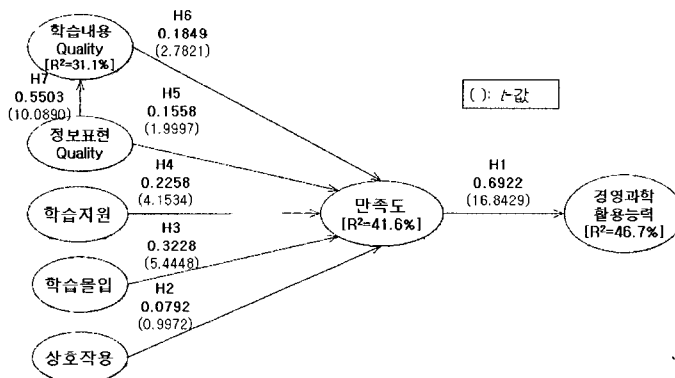 H6
0.1849
(2.7821)
학습내용
Quality
[R²=31.1%]
H7
0.5503
(10.0890)
H5
0.1558
(1.9997)
( ): t-값
정보표현
Quality
H4
0.2258
(4.1534)
학습지원
H3
0.3228
(5.4448)
만족도
[R²=41.6%]
H1
0.6922
(16.8429)
경영과학
활용능력
[R²=46.7%]
학습몰입
H2
0.0792
(0.9972)
상호작용